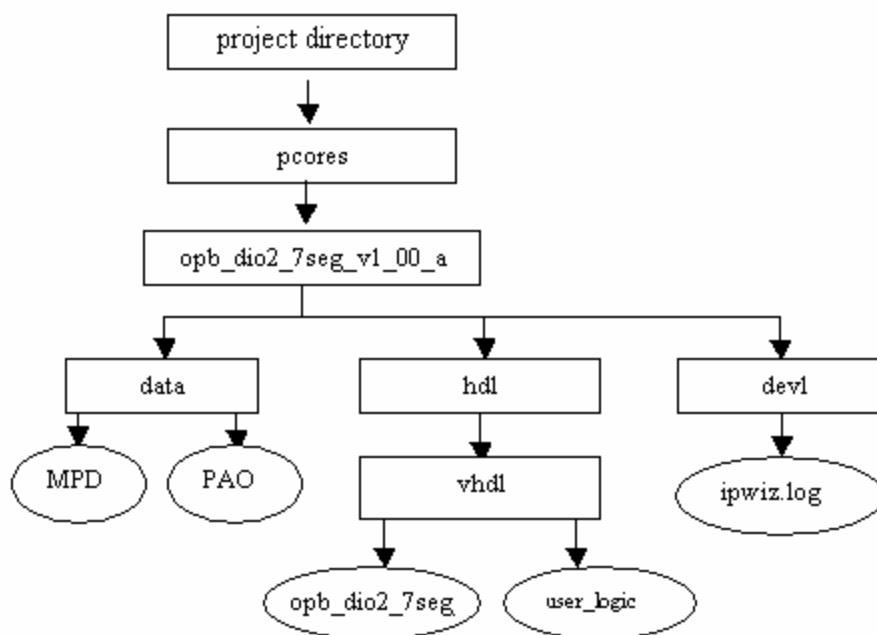 project directory
pcores
opb_dio2_7seg_v1_00_a
data
hdl
devl
MPD
PAO
vhdl
ipwiz.log
opb_dio2_7seg
user_logic